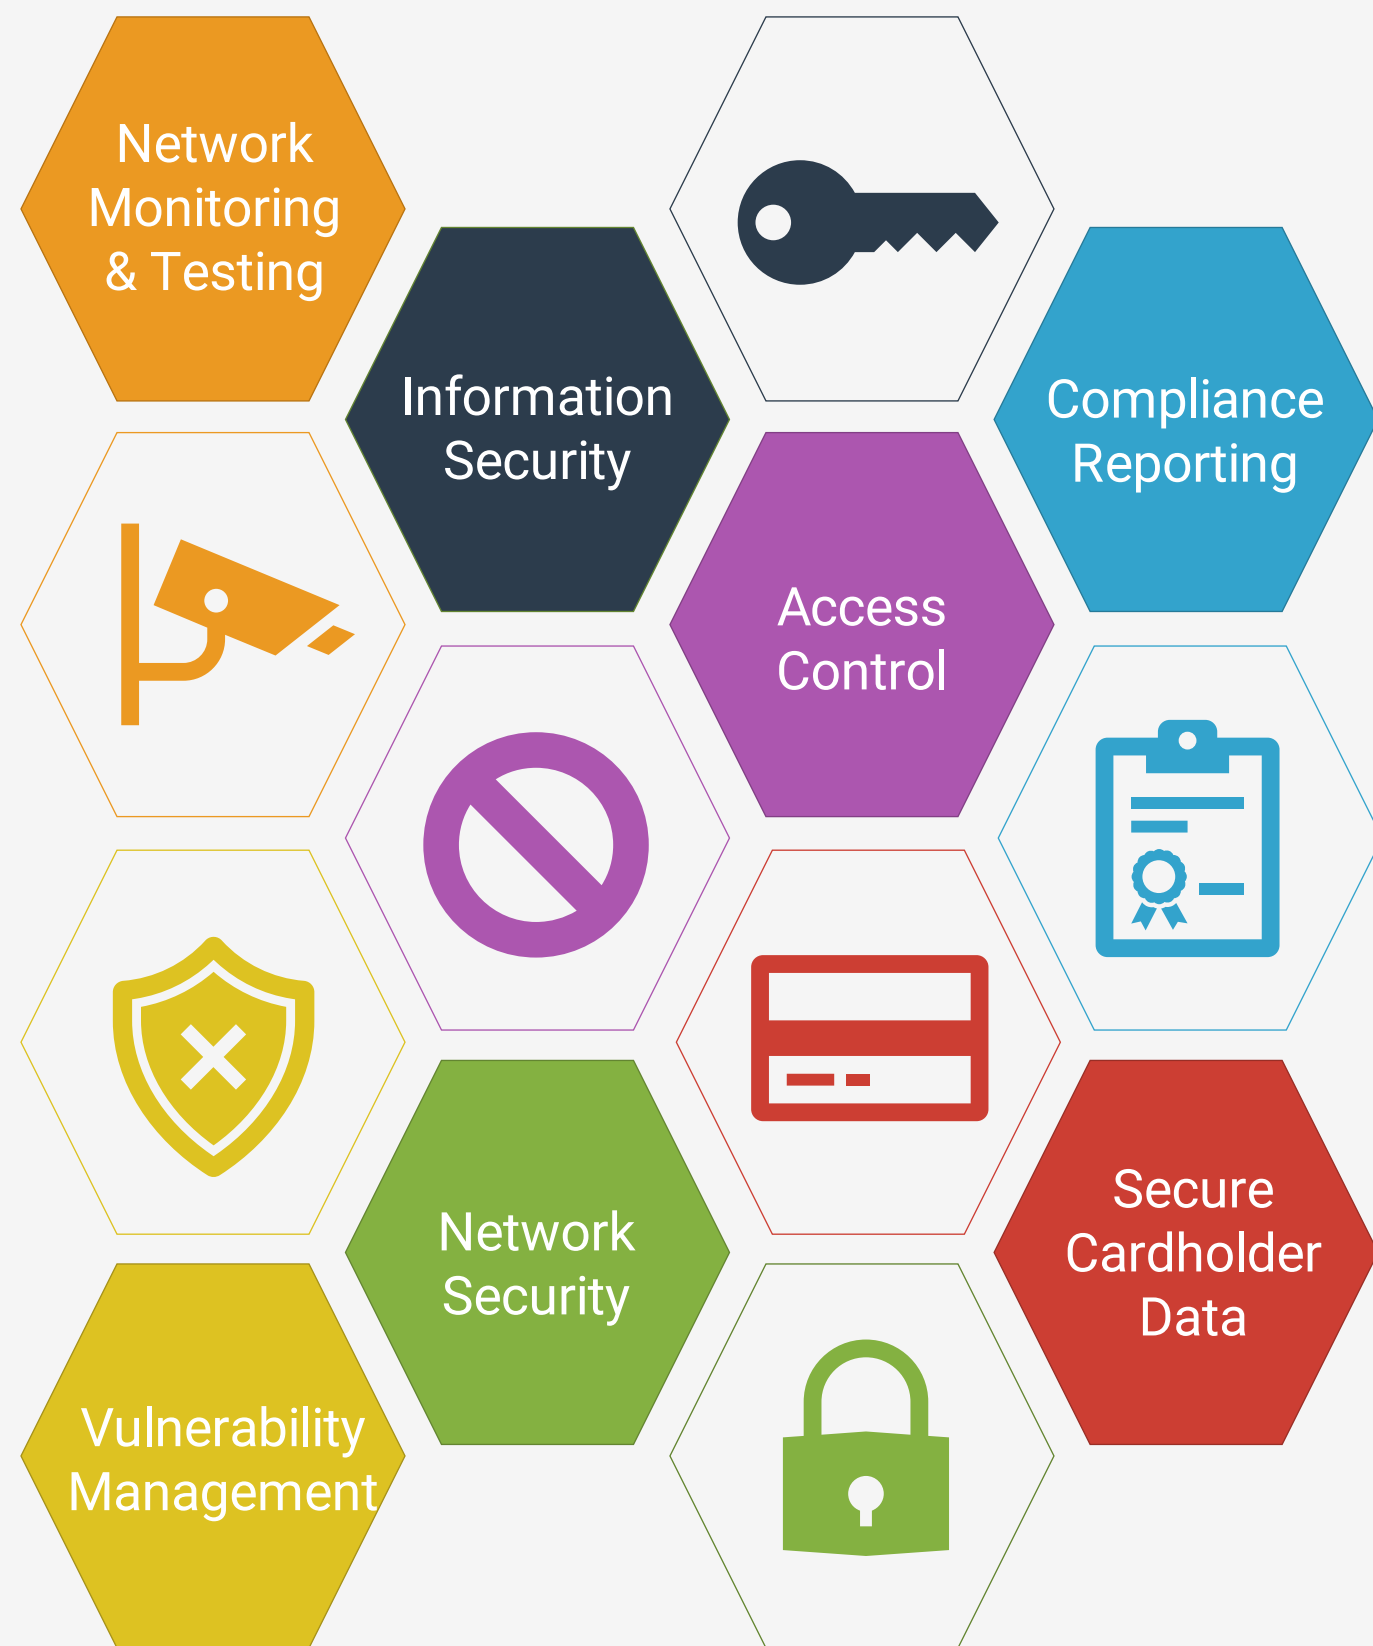 Network
Monitoring
& Testing
Information
Security
Compliance
Reporting
Access
Control
Secure
Cardholder
Data
Network
Security
Vulnerability
Management